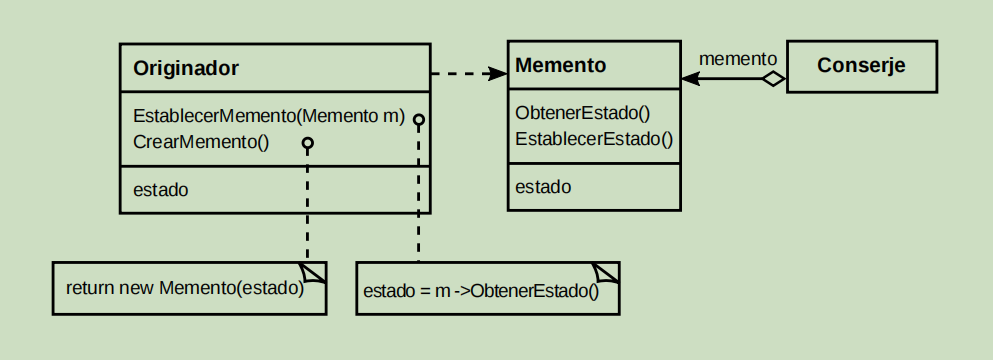 Originador
EstablecerMemento(Memento m)
CrearMemento()
estado
Memento
ObtenerEstado()
EstablecerEstado()
estado
memento
Conserje
return new Memento(estado)
estado = m ->ObtenerEstado()